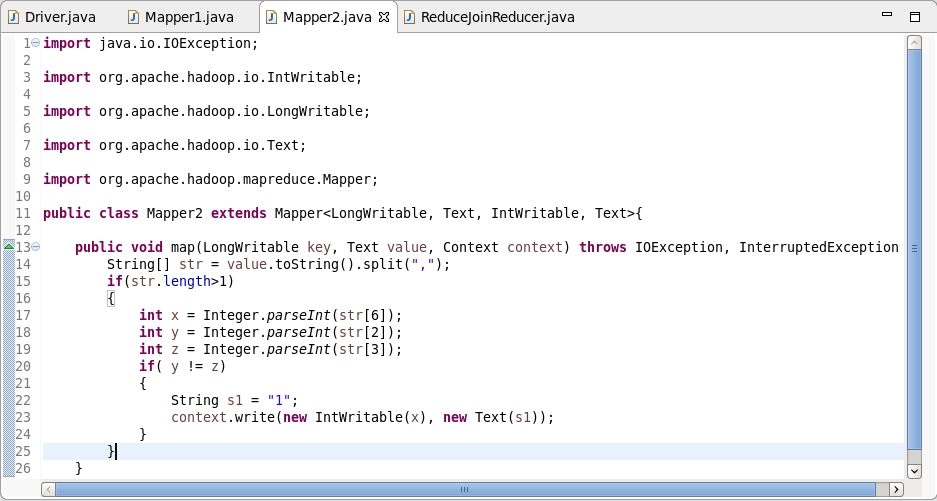 Driver.java Mapper1.java Mapper2.java ReduceJoinReducer.java
1 import java.io.IOException;
2
3 import org.apache.hadoop.io.IntWritable;
4
5 import org.apache.hadoop.io.LongWritable;
6
7 import org.apache.hadoop.io.Text;
8
9 import org.apache.hadoop.mapreduce.Mapper;
10
11 public class Mapper2 extends Mapper<LongWritable, Text, IntWritable, Text>{
12
13 public void map(LongWritable key, Text value, Context context) throws IOException, InterruptedException
14 String[] str = value.toString().split(",");
15 if(str.length>1)
16 {
17 int x = Integer.parseInt(str[6]);
18 int y = Integer.parseInt(str[2]);
19 int z = Integer.parseInt(str[3]);
20 if( y != z)
21 {
22 String s1 = "1";
23 context.write(new IntWritable(x), new Text(s1));
24 }
25 }
26 }